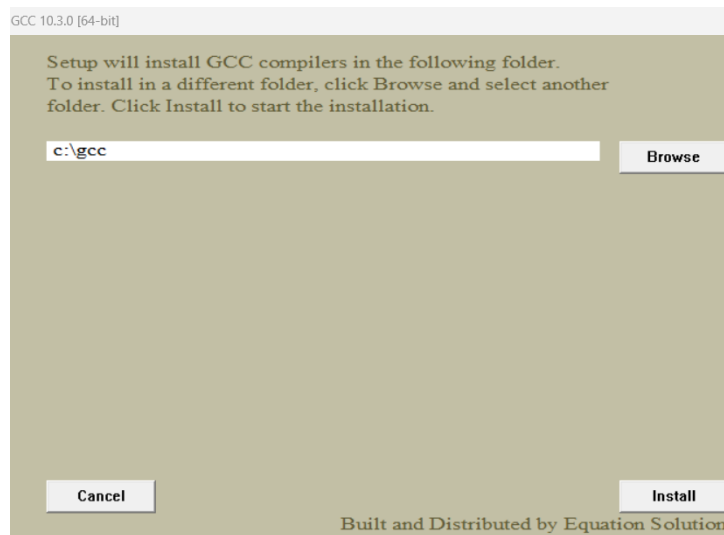 GCC 10.3.0 [64-bit]
Setup will install GCC compilers in the following folder.
To install in a different folder, click Browse and select another
folder. Click Install to start the installation.
c:\gcc
Browse
Cancel
Install
Built and Distributed by Equation Solution